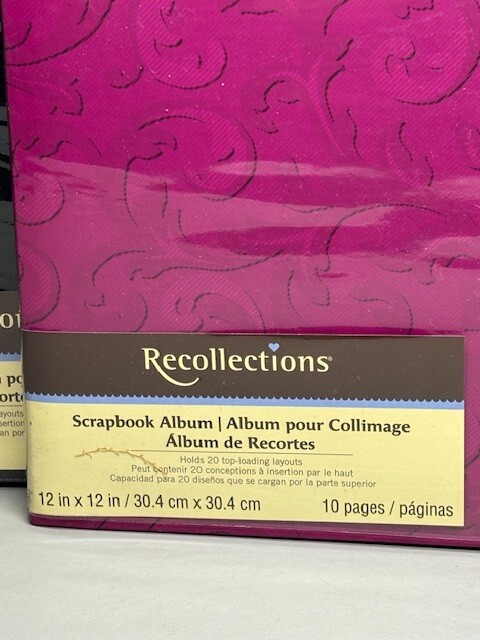 Recollections®
Scrapbook Album | Album pour Collimage
Álbum de Recortes
Holds 20 top-loading layouts
Peut contenir 20 conceptions à insertion par le haut
Capacidad para 20 diseños que se cargan por la parte superior
12 in x 12 in / 30.4 cm x 30.4 cm
10 pages / páginas